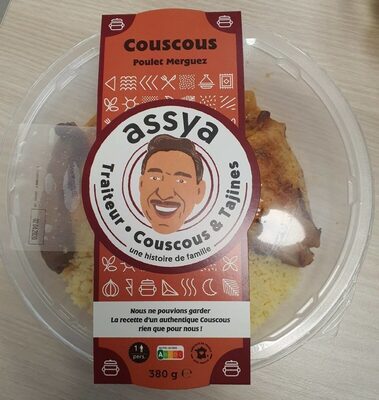 Couscous
Poulet Merguez
assya
Traiteur • Couscous & Tajines
une histoire de famille
Nous ne pouvions garder
La recette d'un authentique Couscous
rien que pour nous !
1
pers.
380 g e